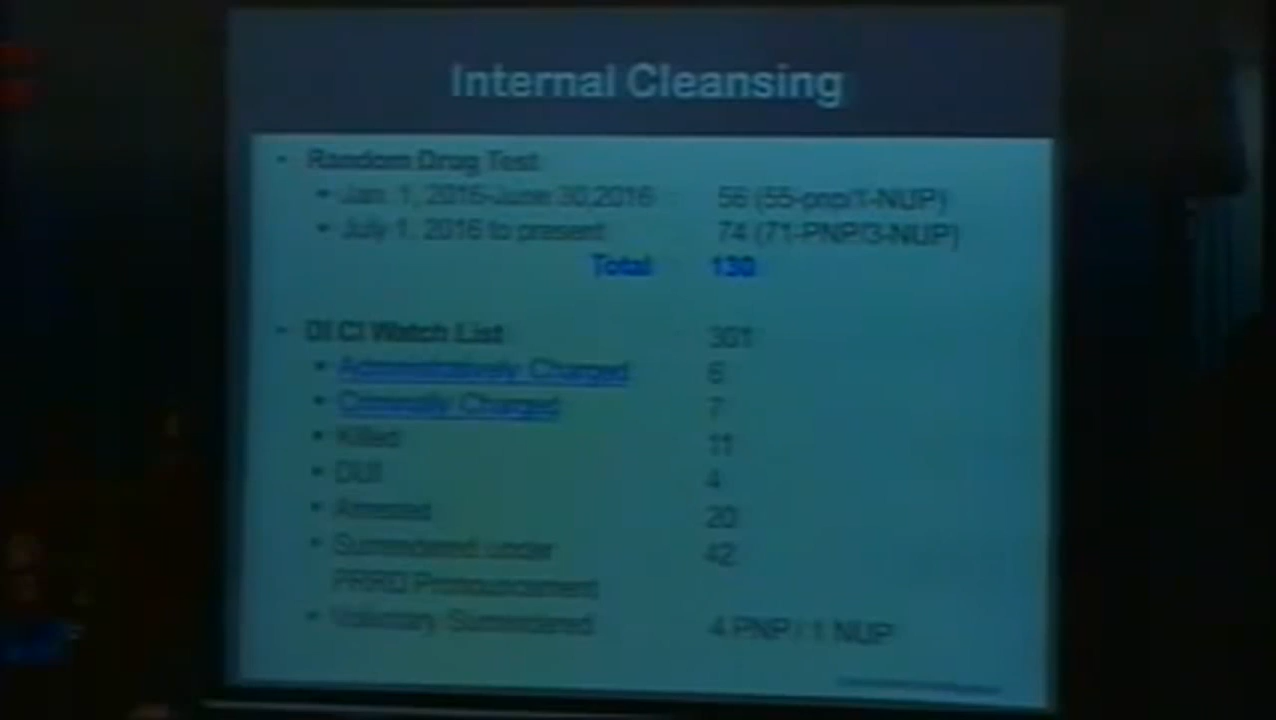 Internal Cleansing
• Random Drug Test
• Jan. 1, 2016-June 30,2016 : 56 (55-pnp/1-NUP)
• July 1, 2016 to present 74 (71-PNP/3-NUP)
Total 130
• DI CI Watch List 301
• Administratively Charged 6
• Criminally Charged 7
• Killed 11
• DUI 4
• Arrested 20
• Surrendered under 42
PRRD Pronouncement
• Voluntary Surrendered 4 PNP / 1 NUP